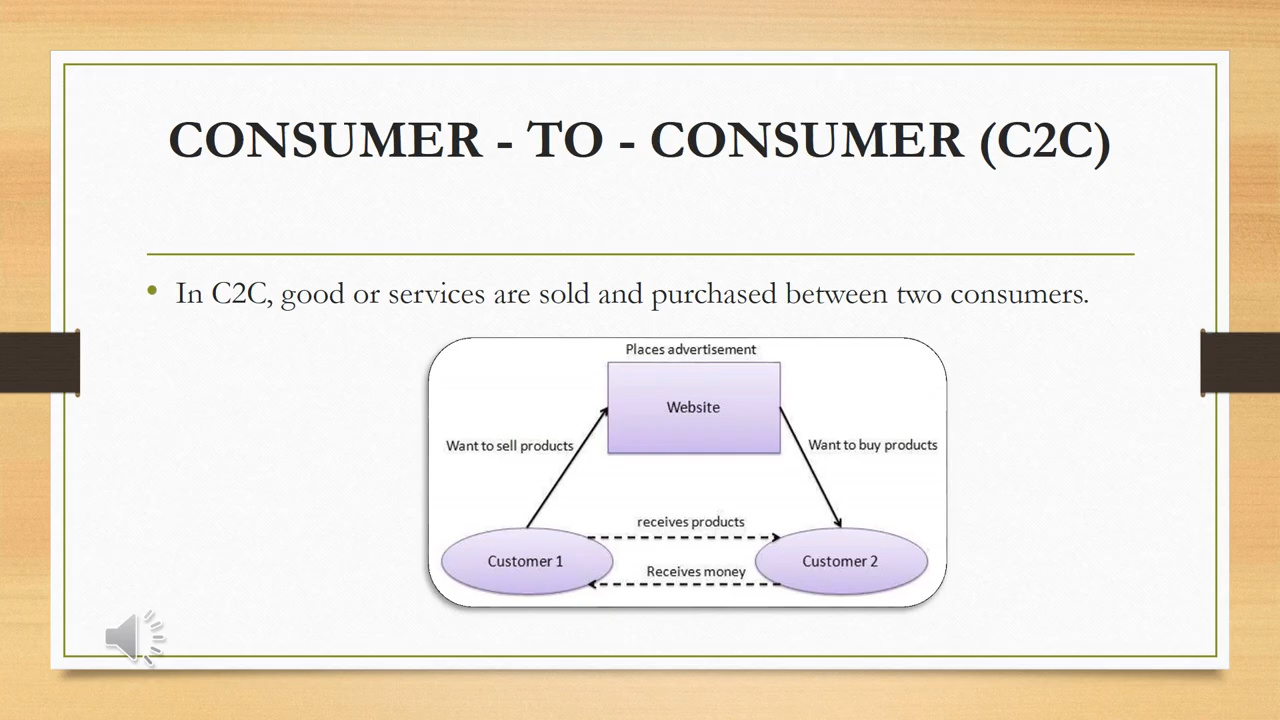 CONSUMER - TO - CONSUMER (C2C)
• In C2C, good or services are sold and purchased between two consumers.
Places advertisement
Website
Want to sell products
Want to buy products
receives products
Customer 1
Customer 2
Receives money